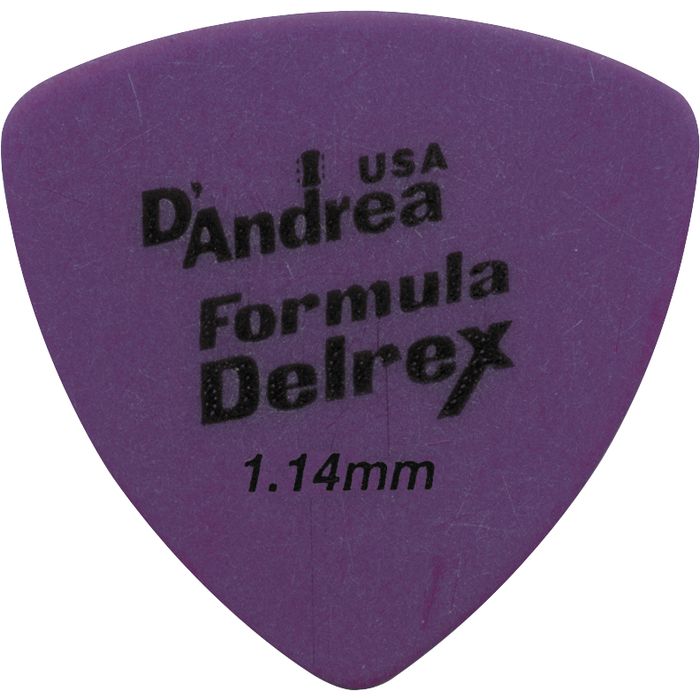 USA
D'Andrea
Formula
Delrex
1.14mm